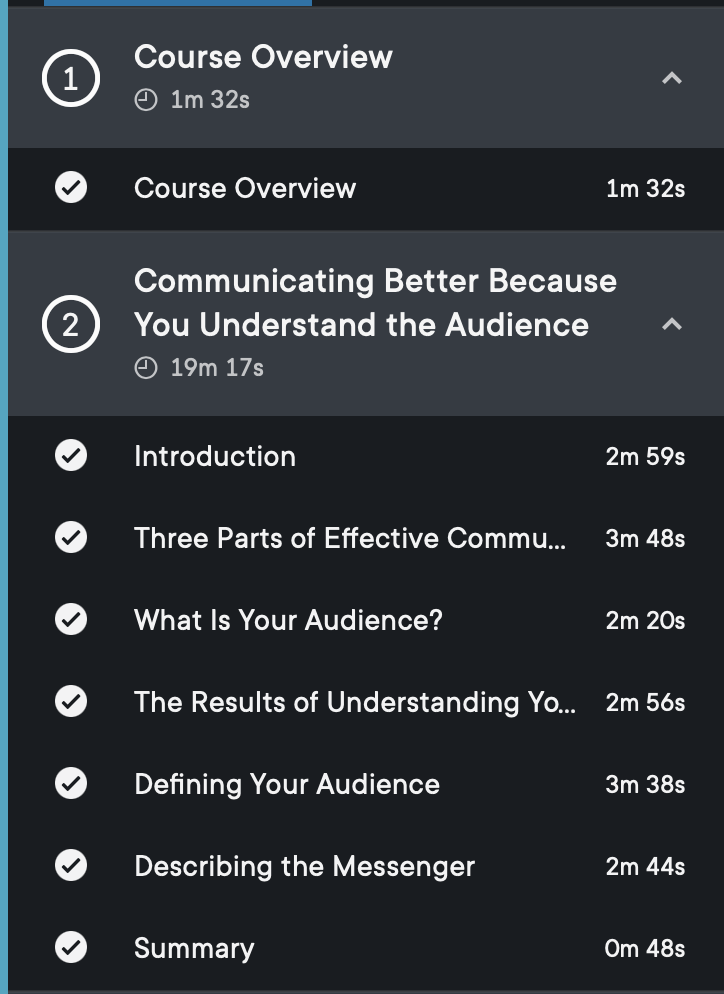 1
Course Overview
1m 32s
Course Overview 1m 32s
2
Communicating Better Because
You Understand the Audience
19m 17s
Introduction 2m 59s
Three Parts of Effective Commu... 3m 48s
What Is Your Audience? 2m 20s
The Results of Understanding Yo... 2m 56s
Defining Your Audience 3m 38s
Describing the Messenger 2m 44s
Summary 0m 48s